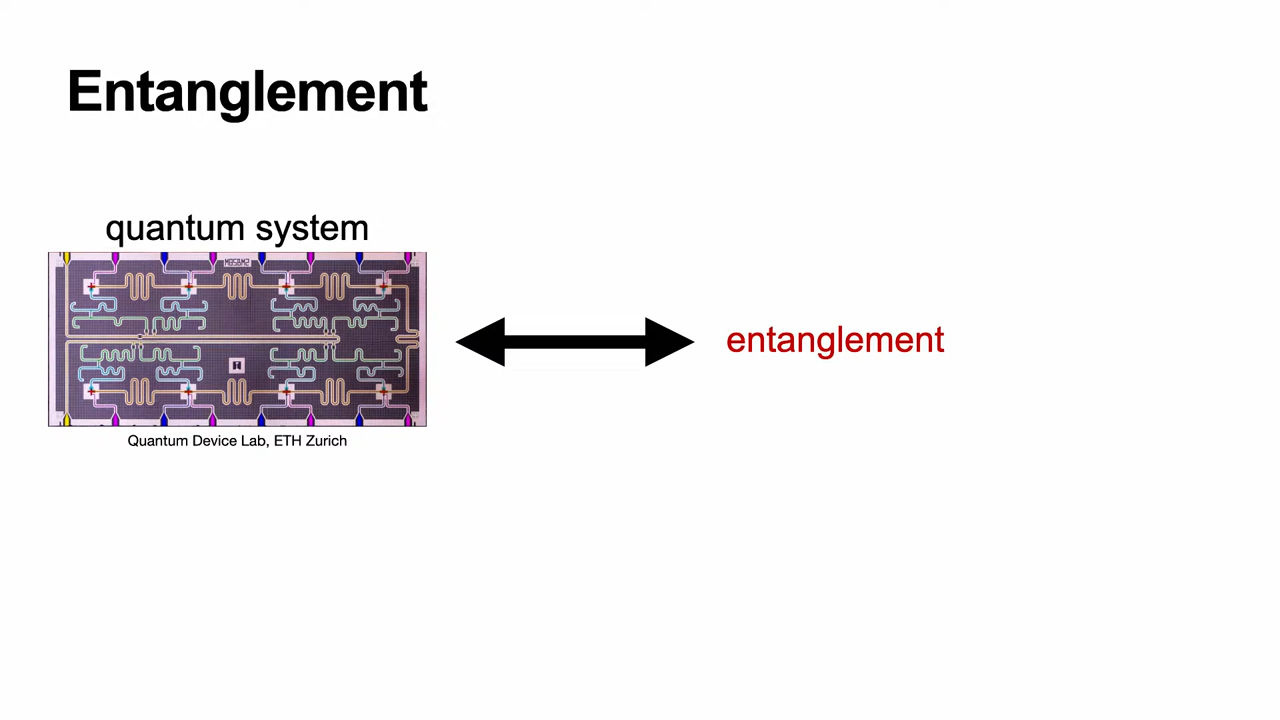 Entanglement
quantum system
entanglement
Quantum Device Lab, ETH Zurich